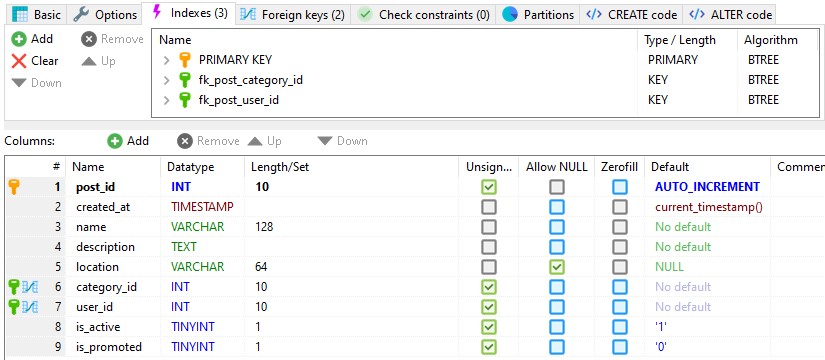 Basic Options Indexes (3) Foreign keys (2) Check constraints (0) Partitions </> CREATE code </> ALTER code
Add Remove
Clear Up
Down
Name Type / Length Algorithm
PRIMARY KEY PRIMARY BTREE
fk_post_category_id KEY BTREE
fk_post_user_id KEY BTREE
Columns: Add Remove Up Down
# Name Datatype Length/Set Unsign... Allow NULL Zerofill Default Commen
1 post_id INT 10 AUTO_INCREMENT
2 created_at TIMESTAMP current_timestamp()
3 name VARCHAR 128 No default
4 description TEXT No default
5 location VARCHAR 64 NULL
6 category_id INT 10 No default
7 user_id INT 10 No default
8 is_active TINYINT 1 '1'
9 is_promoted TINYINT 1 '0'